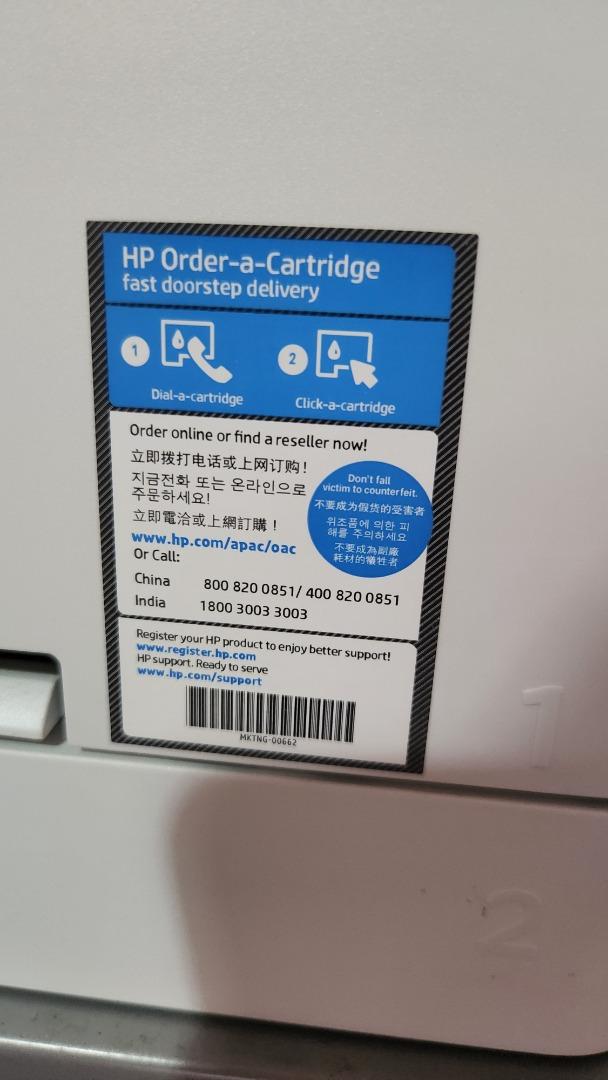 HP Order-a-Cartridge
fast doorstep delivery
1
2
Dial-a-cartridge
Click-a-cartridge
Order online or find a reseller now!
立即拨打电话或上网订购！
지금전화 또는 온라인으로
주문하세요!
立即電洽或上網訂購！
www.hp.com/apac/oac
Or Call:
China 800 820 0851/ 400 820 0851
India 1800 3003 3003
Don't fall
victim to counterfeit.
不要成为假货的受害者
위조품에 의한 피
해를 주의하세요
不要成為副廠
耗材的犧牲者
Register your HP product to enjoy better support!
www.register.hp.com
HP support. Ready to serve
www.hp.com/support
MKTNG-00662
1
2